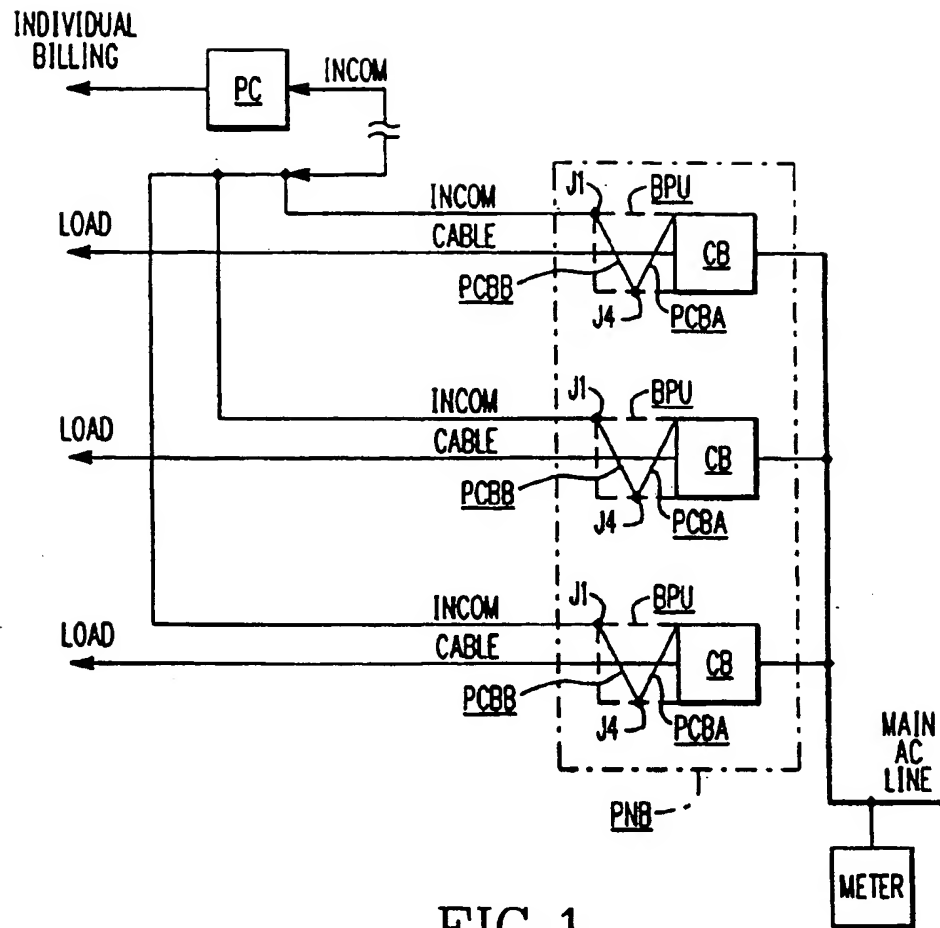 INDIVIDUAL
BILLING
PC
INCOM
J1
BPU
INCOM
LOAD
CABLE
CB
PCBB
J4
PCBA
J1
BPU
INCOM
LOAD
CABLE
CB
PCBB
J4
PCBA
J1
BPU
INCOM
LOAD
CABLE
CB
PCBB
J4
PCBA
MAIN
AC
LINE
PNB
METER
FIG. 1